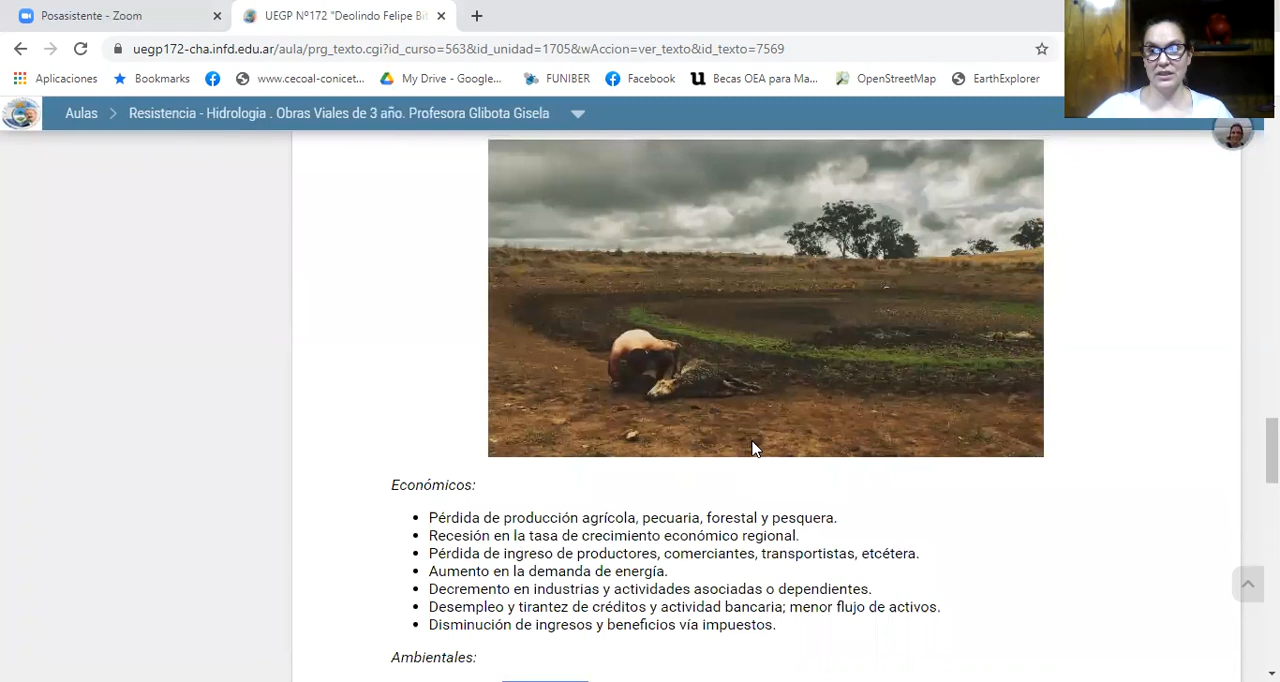 Posasistente - Zoom
UEGP Nº172 "Deolindo Felipe Bi
uegp172-cha.infd.edu.ar/aula/prg_texto.cgi?id_curso=563&id_unidad=1705&wAccion=ver_texto&id_texto=7569
Aplicaciones Bookmarks www.cecoal-conicet... My Drive - Google... FUNIBER Facebook Becas OEA para Ma... OpenStreetMap EarthExplorer
Aulas Resistencia - Hidrologia . Obras Viales de 3 año. Profesora Glibota Gisela
Económicos:
• Pérdida de producción agrícola, pecuaria, forestal y pesquera.
• Recesión en la tasa de crecimiento económico regional.
• Pérdida de ingreso de productores, comerciantes, transportistas, etcétera.
• Aumento en la demanda de energía.
• Decremento en industrias y actividades asociadas o dependientes.
• Desempleo y tirantez de créditos y actividad bancaria; menor flujo de activos.
• Disminución de ingresos y beneficios vía impuestos.
Ambientales: